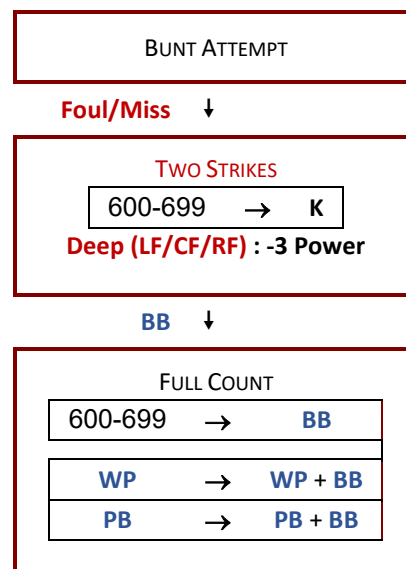 BUNT ATTEMPT
Foul/Miss ↓
TWO STRIKES
600-699 → K
Deep (LF/CF/RF) : -3 Power
BB ↓
FULL COUNT
600-699 → BB
WP → WP + BB
PB → PB + BB